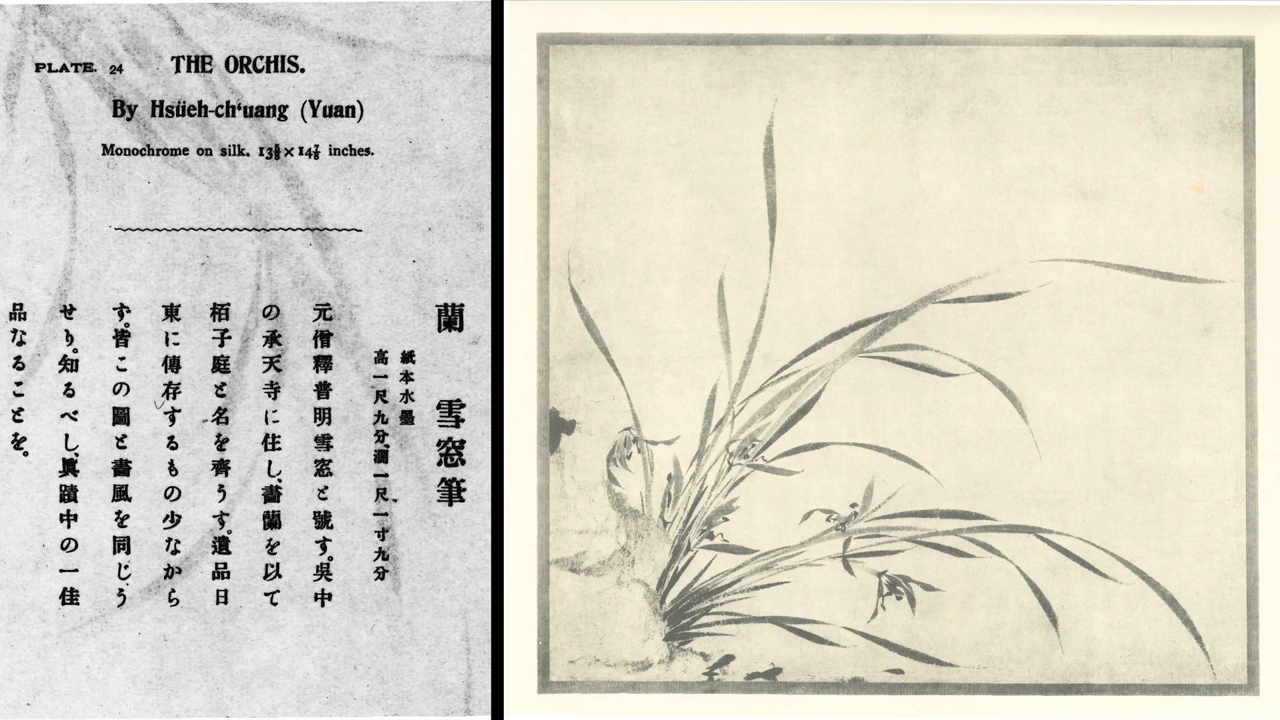 PLATE. 24 THE ORCHIS.
By Hsüeh-ch‘uang (Yuan)
Monochrome on silk. 13⅝ × 14⅞ inches.
蘭 雪窓筆
紙本水墨
高一尺九分、濶一尺一寸九分
元僧釋普明雪窓と號す。吳中
の承天寺に住し、畫蘭を以て
栢子庭と名を齊うす。遺品日
東に傳存するもの少なから
す。皆この圖と畫風を同じう
せり。知るべし、眞蹟中の一佳
品なることを。